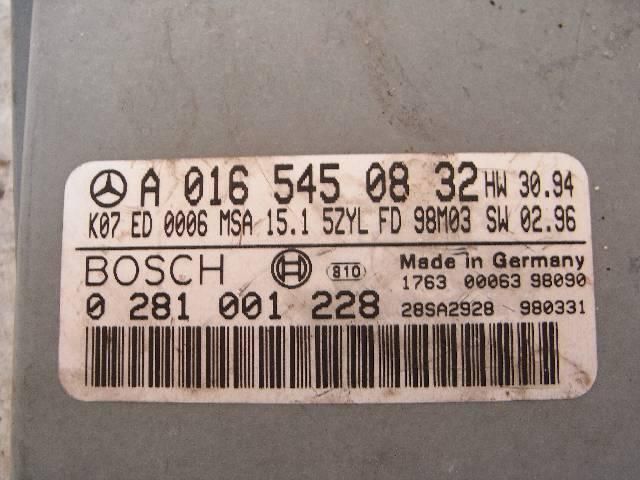 A 016 545 08 32 HW 30.94
K07 ED 0006 MSA 15.1 5ZYL FD 98M03 SW 02.96
BOSCH 810 Made in Germany
1763 00063 98090
0 281 001 228 28SA2928 980331